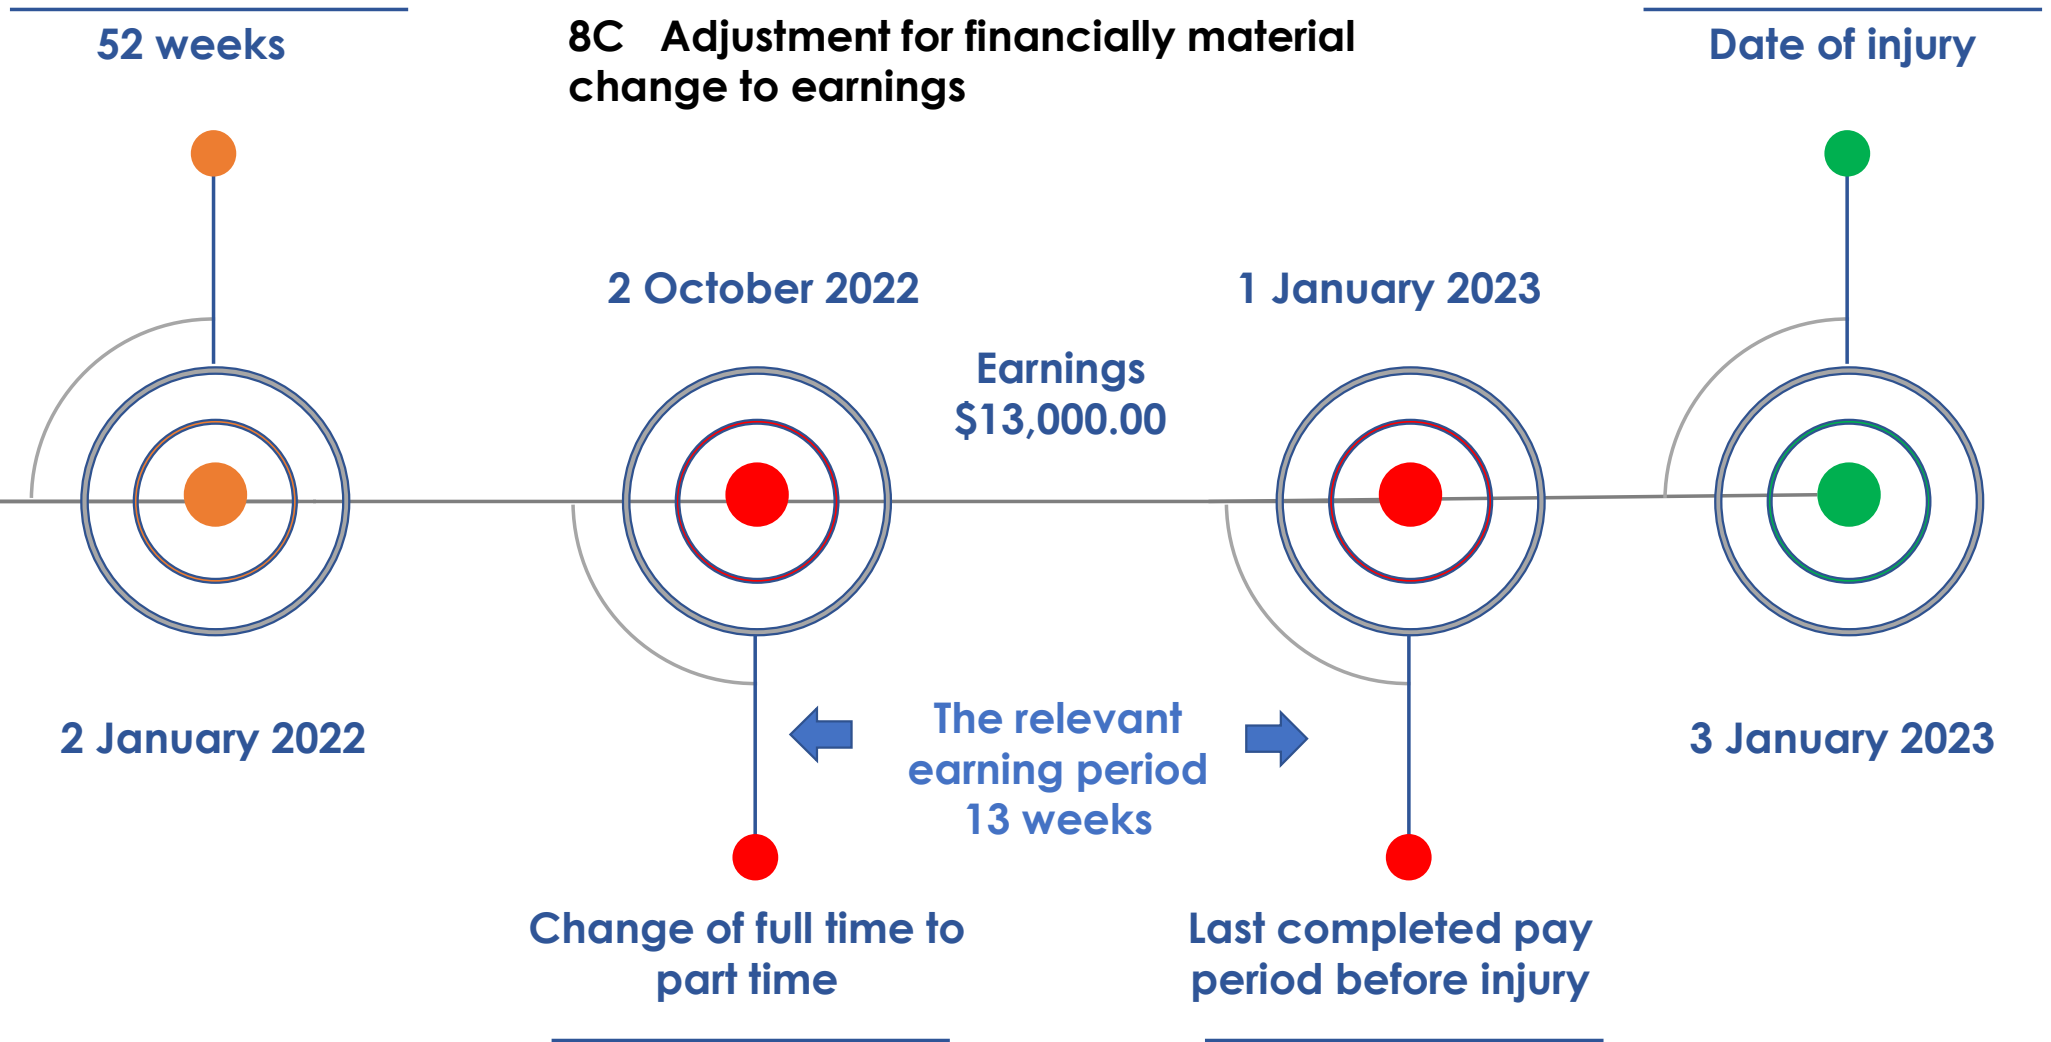 52 weeks
8C Adjustment for financially material
change to earnings
Date of injury
2 October 2022
1 January 2023
Earnings
$13,000.00
2 January 2022
The relevant
earning period
13 weeks
3 January 2023
Change of full time to
part time
Last completed pay
period before injury